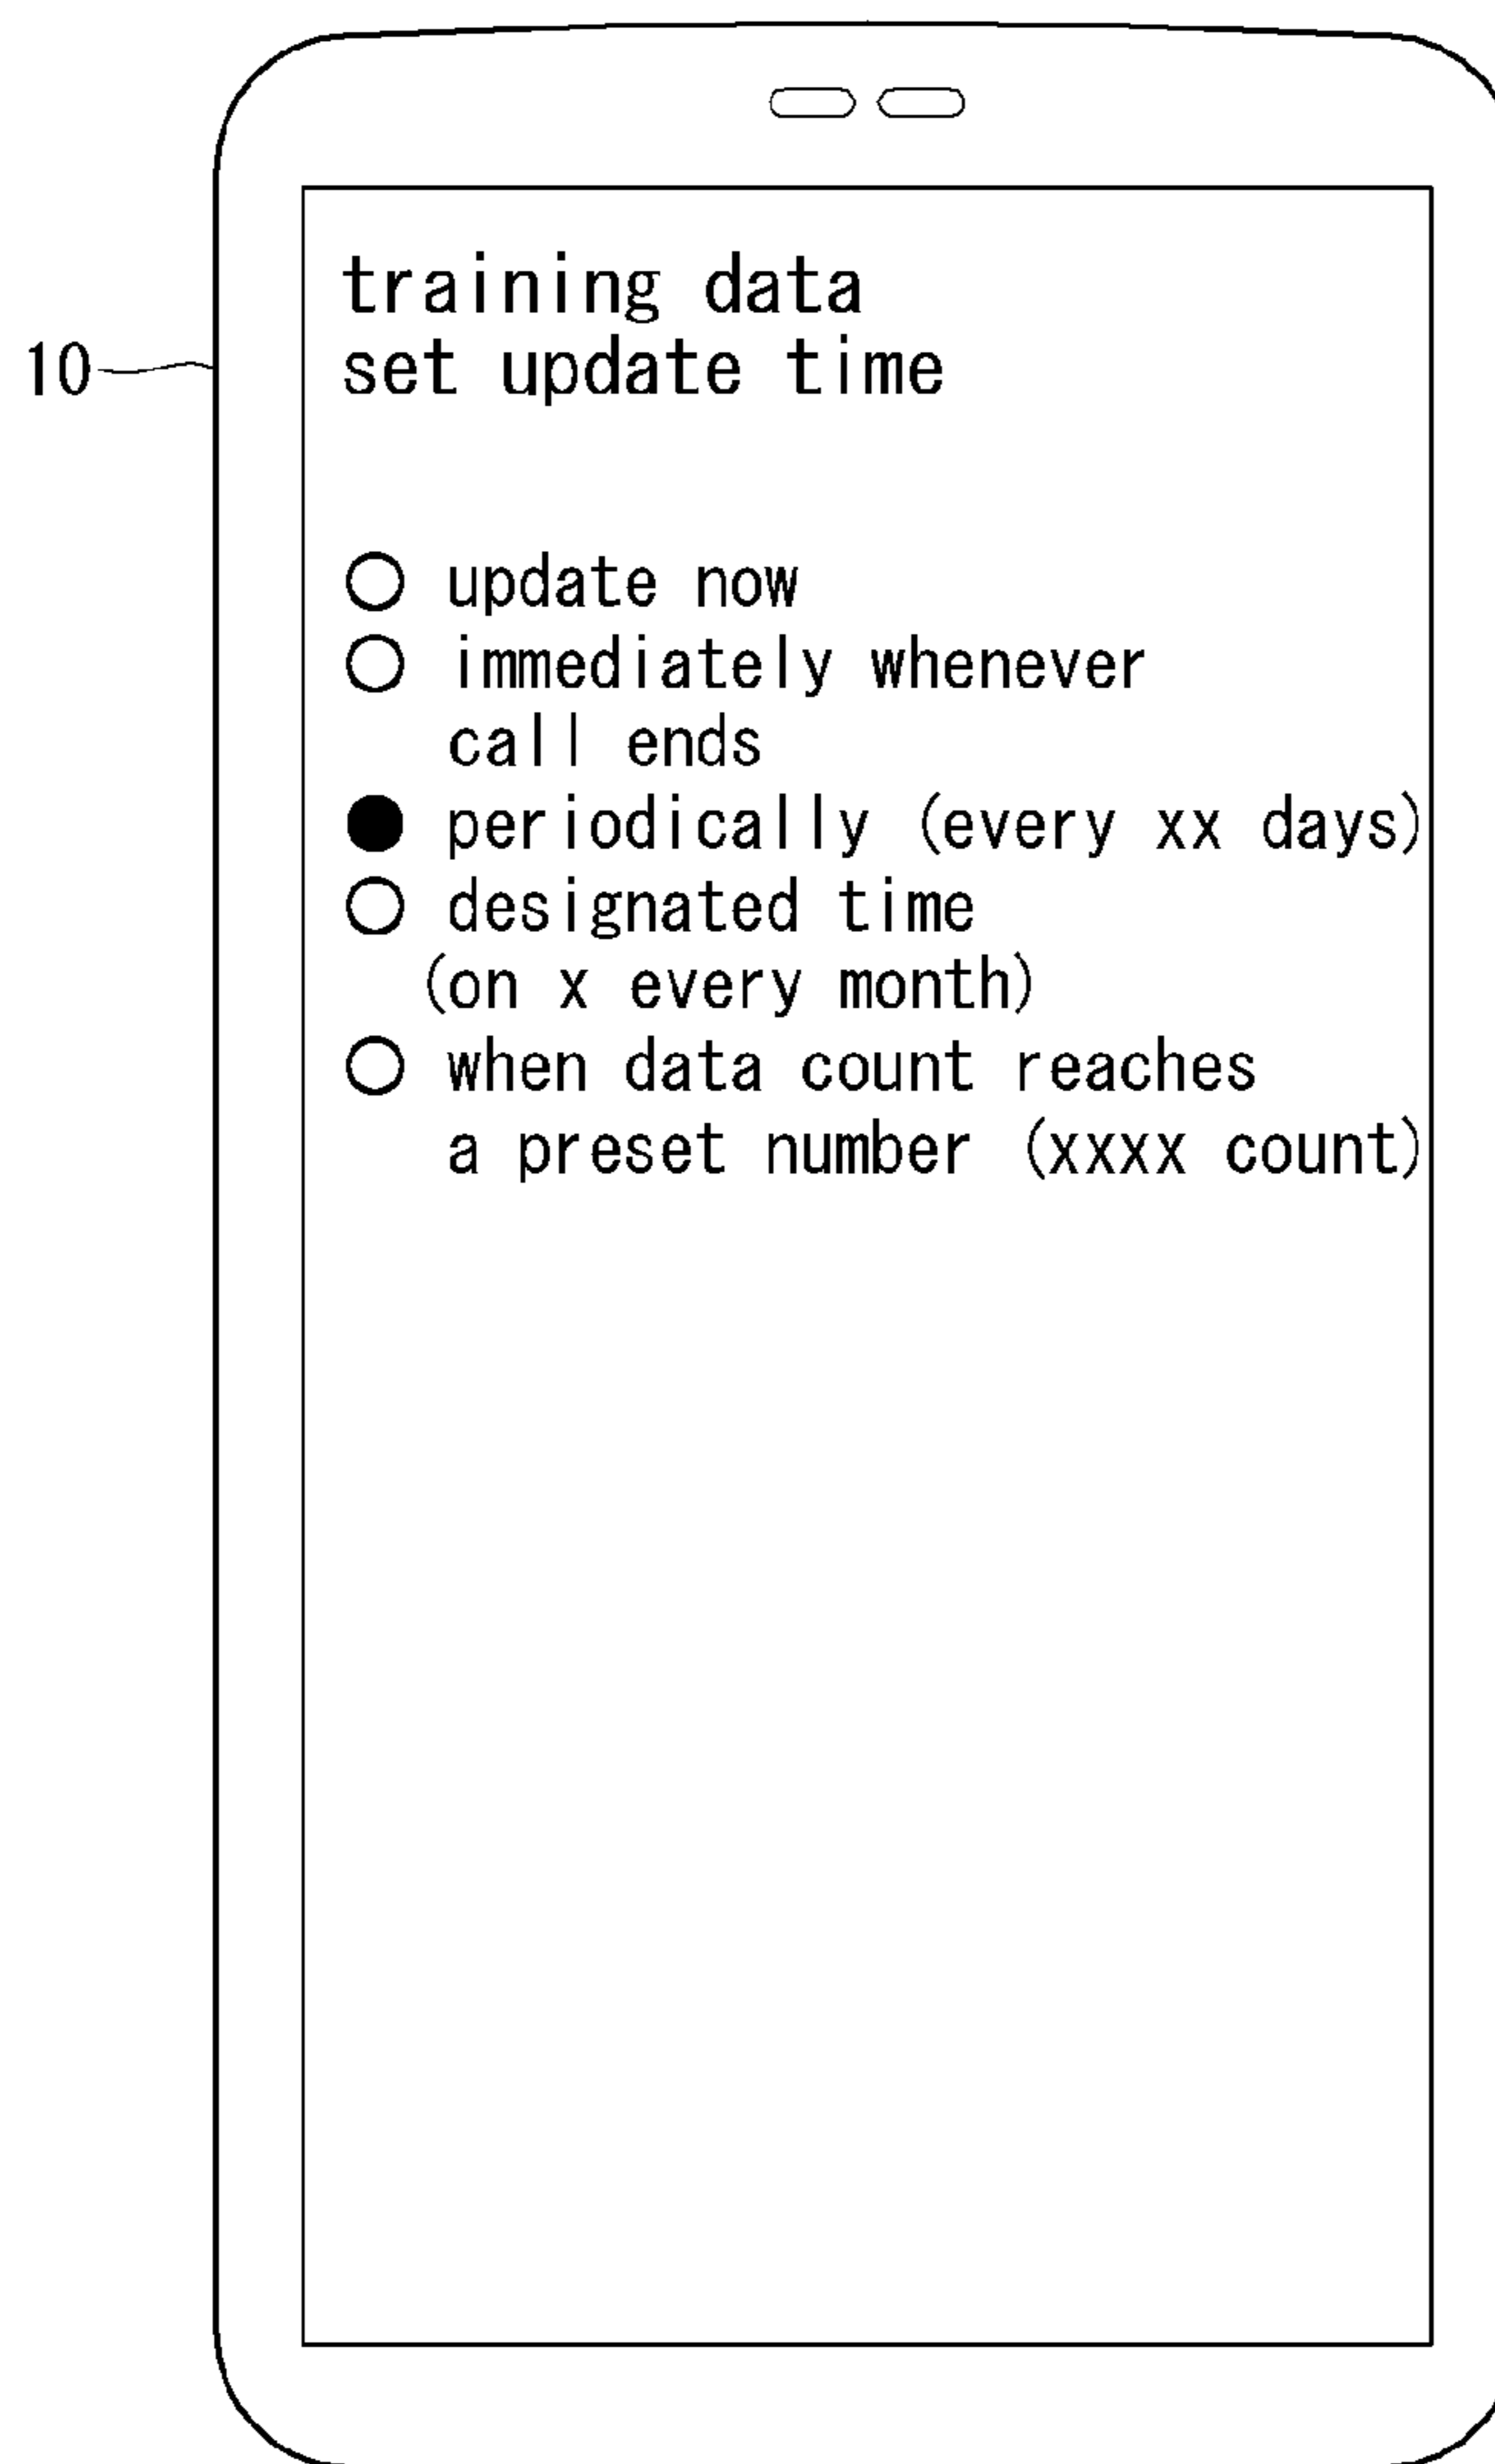 training data
10
set update time
update now
immediately whenever
call ends
periodically (every xx days)
designated time
(on x every month)
when data count reaches
a preset number (xxxx count)